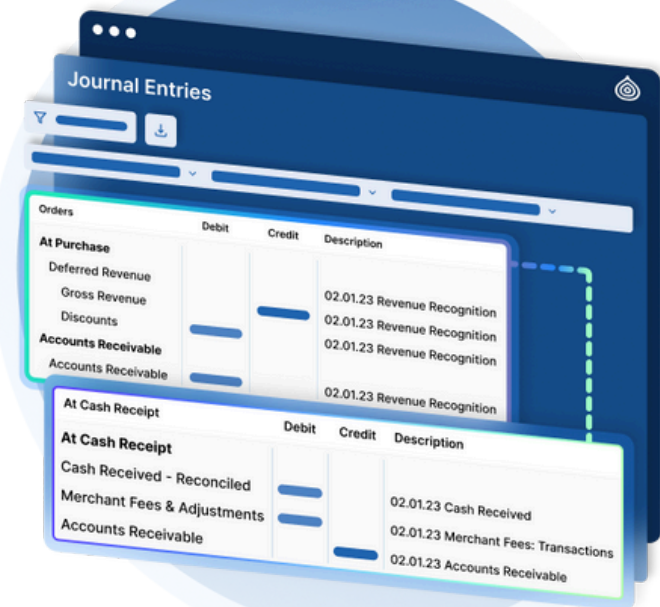 Journal Entries
Orders Debit Credit Description
At Purchase
Deferred Revenue
Gross Revenue 02.01.23 Revenue Recognition
Discounts 02.01.23 Revenue Recognition
Accounts Receivable 02.01.23 Revenue Recognition
Accounts Receivable 02.01.23 Revenue Recognition
At Cash Receipt Debit Credit Description
At Cash Receipt
Cash Received - Reconciled 02.01.23 Cash Received
Merchant Fees & Adjustments 02.01.23 Merchant Fees: Transactions
Accounts Receivable 02.01.23 Accounts Receivable